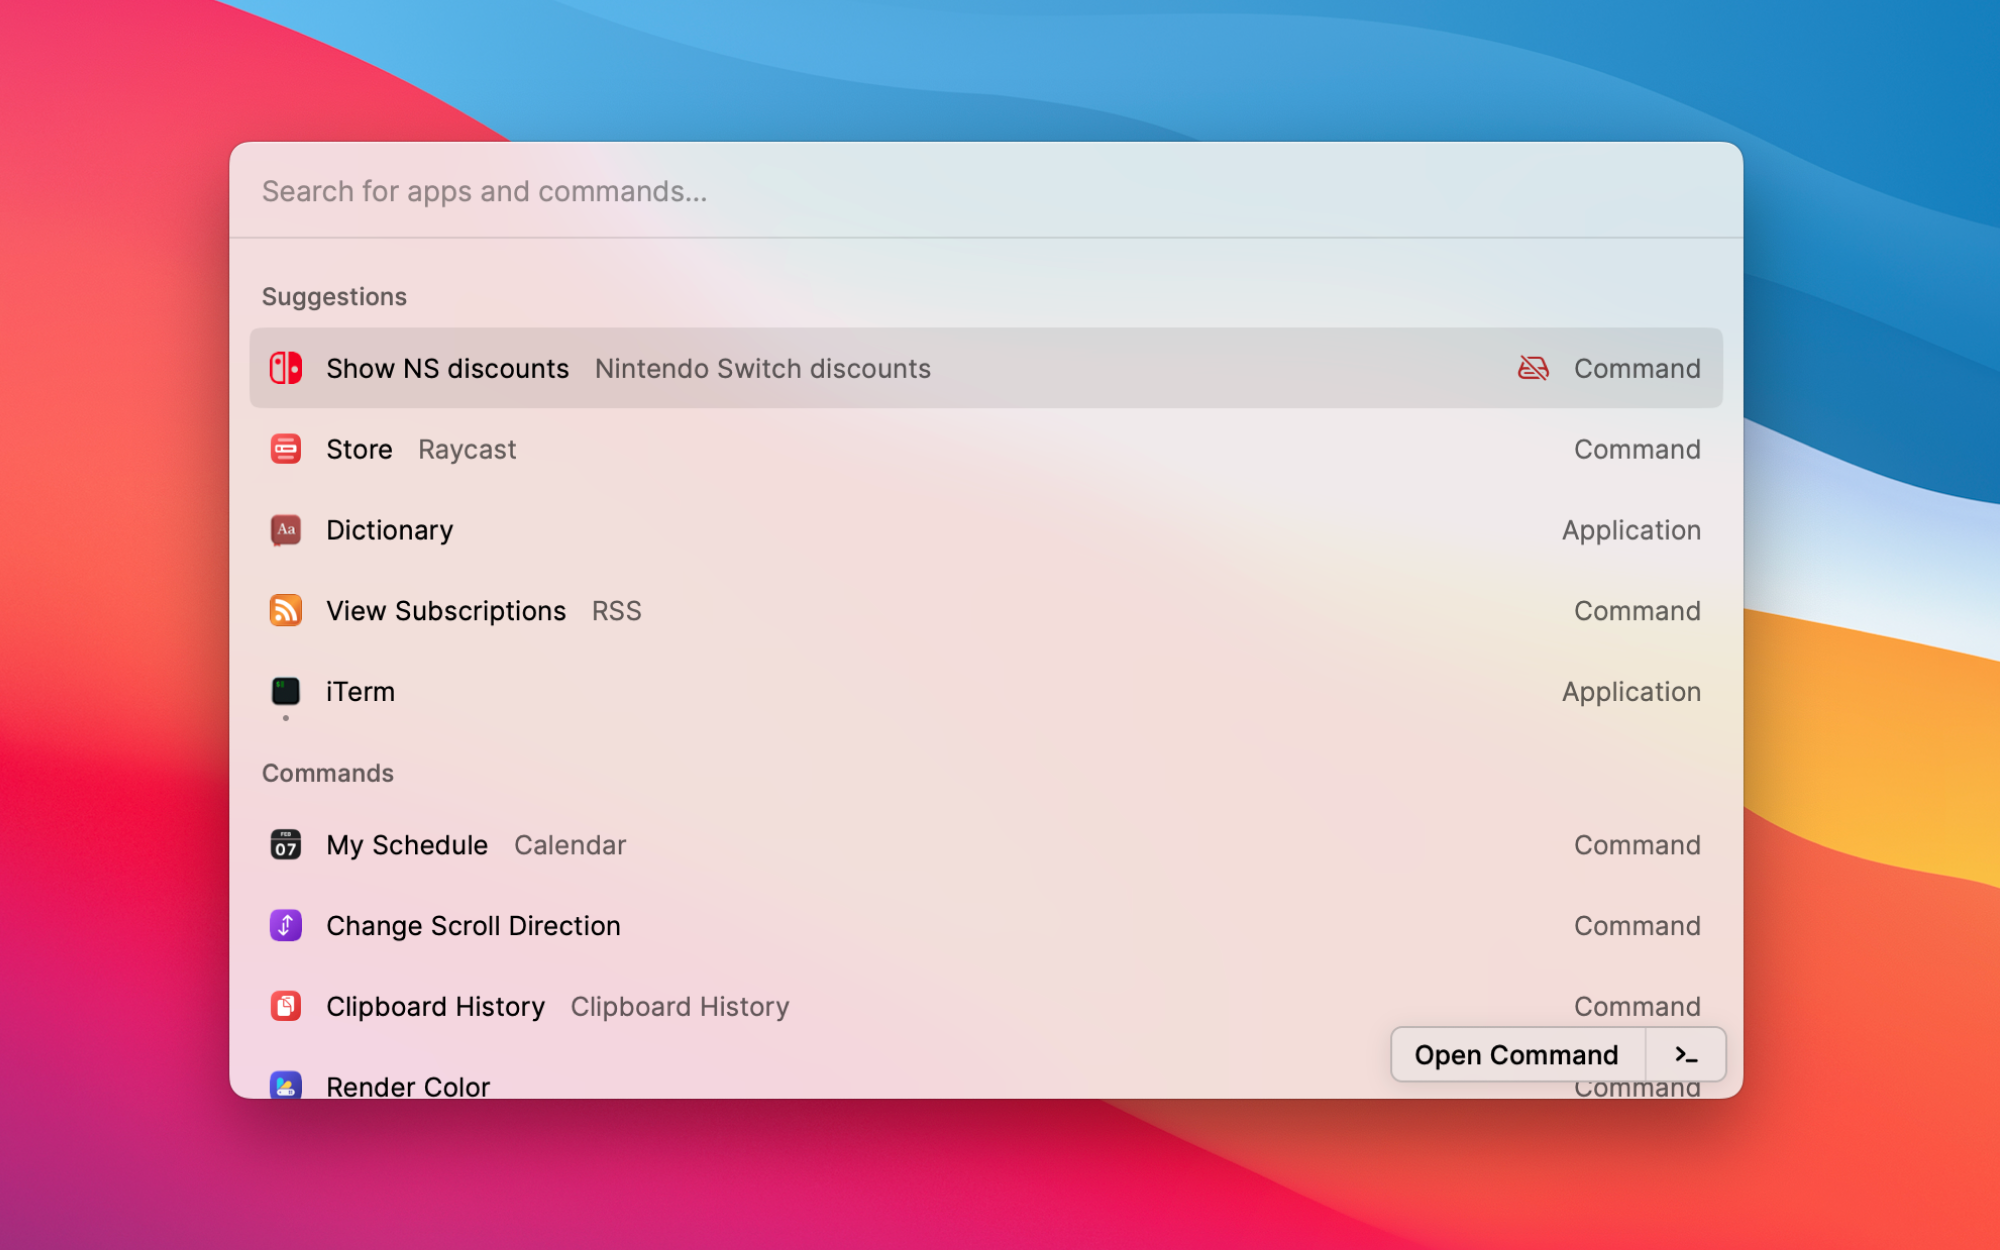 Search for apps and commands...
Suggestions
Show NS discounts Nintendo Switch discounts Command
Store Raycast Command
Aa Dictionary Application
View Subscriptions RSS Command
iTerm Application
Commands
FEB 07 My Schedule Calendar Command
Change Scroll Direction Command
Clipboard History Clipboard History Command
Open Command >_
Render Color Command